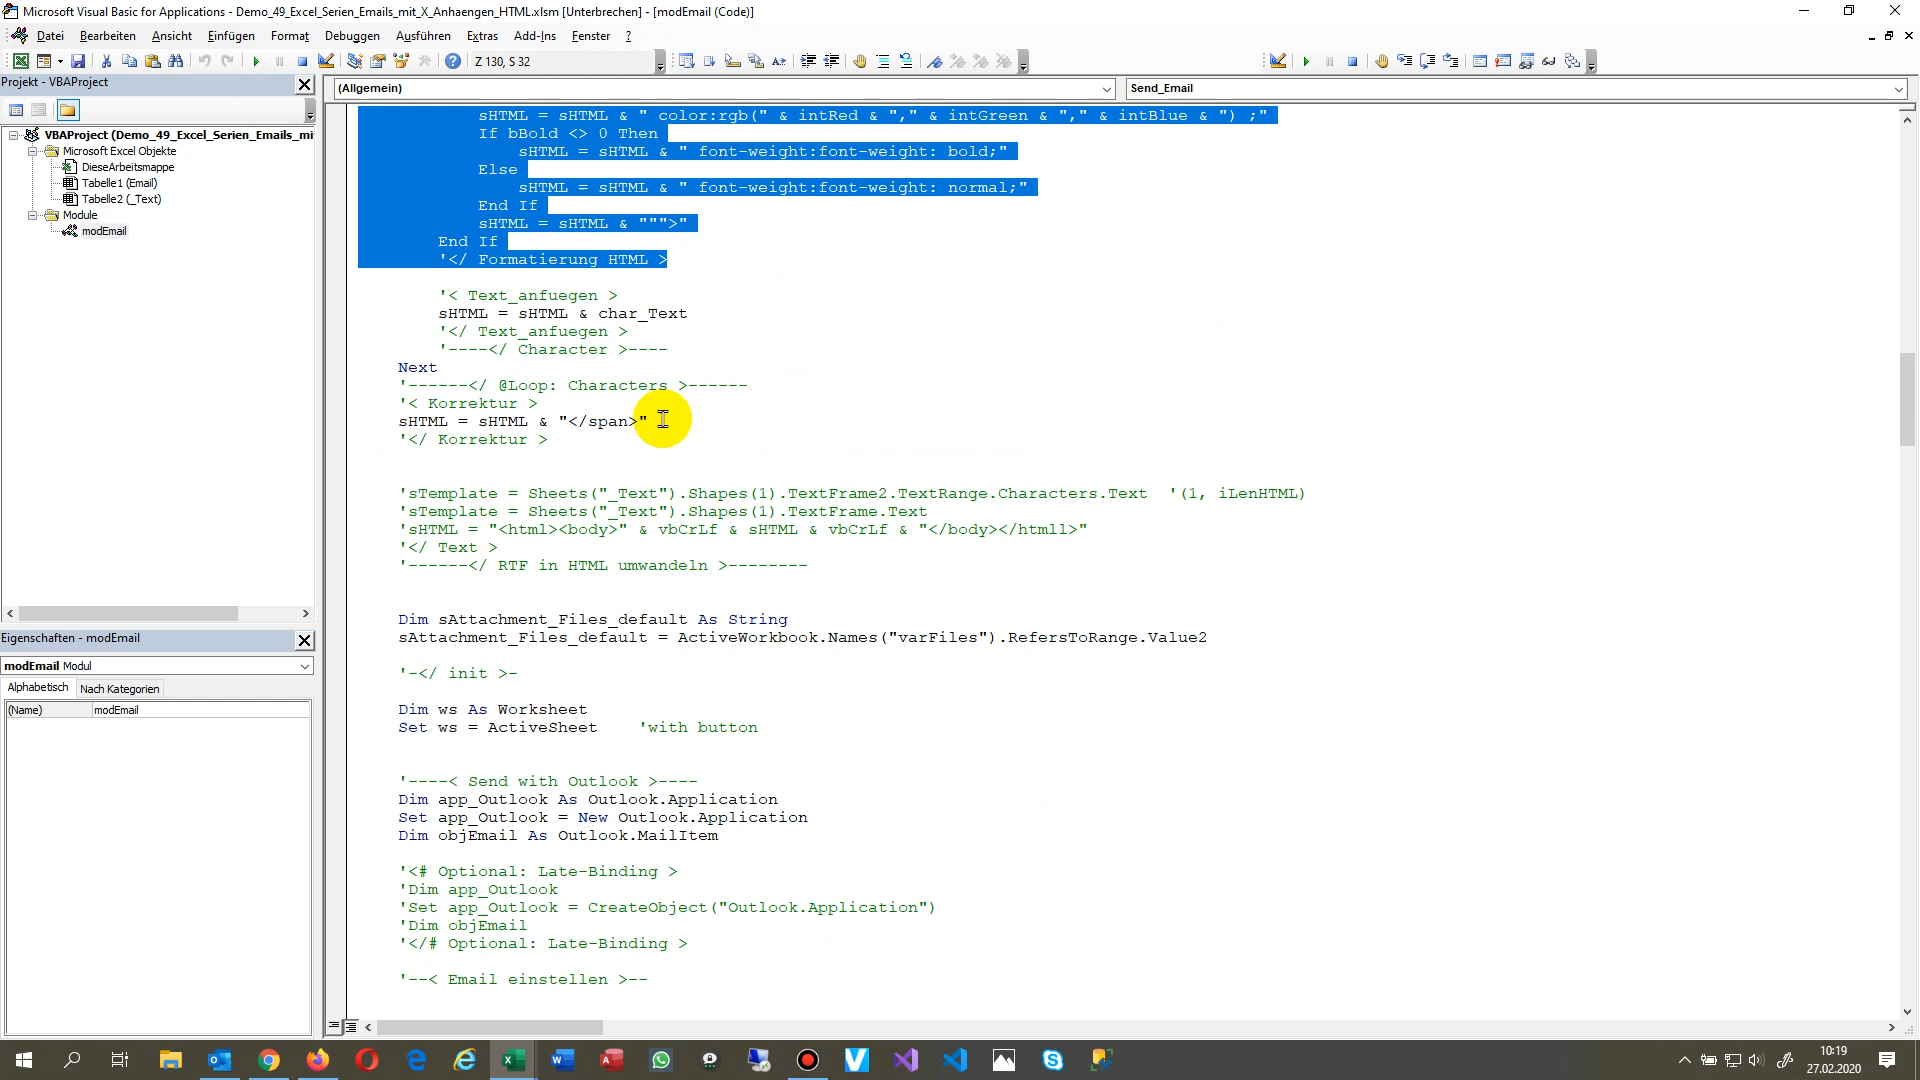 Microsoft Visual Basic for Applications - Demo_49_Excel_Serien_Emails_mit_X_Anhaengen_HTML.xlsm [Unterbrechen] - [modEmail (Code)]
Datei Bearbeiten Ansicht Einfügen Format Debuggen Ausführen Extras Add-Ins Fenster ?
Z 130, S 32
Projekt - VBAProject
(Allgemein)
Send_Email
VBAProject (Demo_49_Excel_Serien_Emails_mi
Microsoft Excel Objekte
DieseArbeitsmappe
Tabelle1 (Email)
Tabelle2 (_Text)
Module
modEmail
Eigenschaften - modEmail
modEmail Modul
Alphabetisch Nach Kategorien
(Name) modEmail
sHTML = sHTML & " color:rgb(" & intRed & "," & intGreen & "," & intBlue & ") ;"
If bBold <> 0 Then
sHTML = sHTML & " font-weight:font-weight: bold;"
Else
sHTML = sHTML & " font-weight:font-weight: normal;"
End If
sHTML = sHTML & """>"
End If
'</ Formatierung HTML >
'< Text_anfuegen >
sHTML = sHTML & char_Text
'</ Text_anfuegen >
'----</ Character >----
Next
'------</ @Loop: Characters >------
'< Korrektur >
sHTML = sHTML & "</span>"
'</ Korrektur >
'sTemplate = Sheets("_Text").Shapes(1).TextFrame2.TextRange.Characters.Text  '(1, iLenHTML)
'sTemplate = Sheets("_Text").Shapes(1).TextFrame.Text
'sHTML = "<html><body>" & vbCrLf & sHTML & vbCrLf & "</body></htmll>"
'</ Text >
'------</ RTF in HTML umwandeln >--------
Dim sAttachment_Files_default As String
sAttachment_Files_default = ActiveWorkbook.Names("varFiles").RefersToRange.Value2
'-</ init >-
Dim ws As Worksheet
Set ws = ActiveSheet    'with button
'----< Send with Outlook >----
Dim app_Outlook As Outlook.Application
Set app_Outlook = New Outlook.Application
Dim objEmail As Outlook.MailItem
'<# Optional: Late-Binding >
'Dim app_Outlook
'Set app_Outlook = CreateObject("Outlook.Application")
'Dim objEmail
'</# Optional: Late-Binding >
'--< Email einstellen >--
10:19
27.02.2020